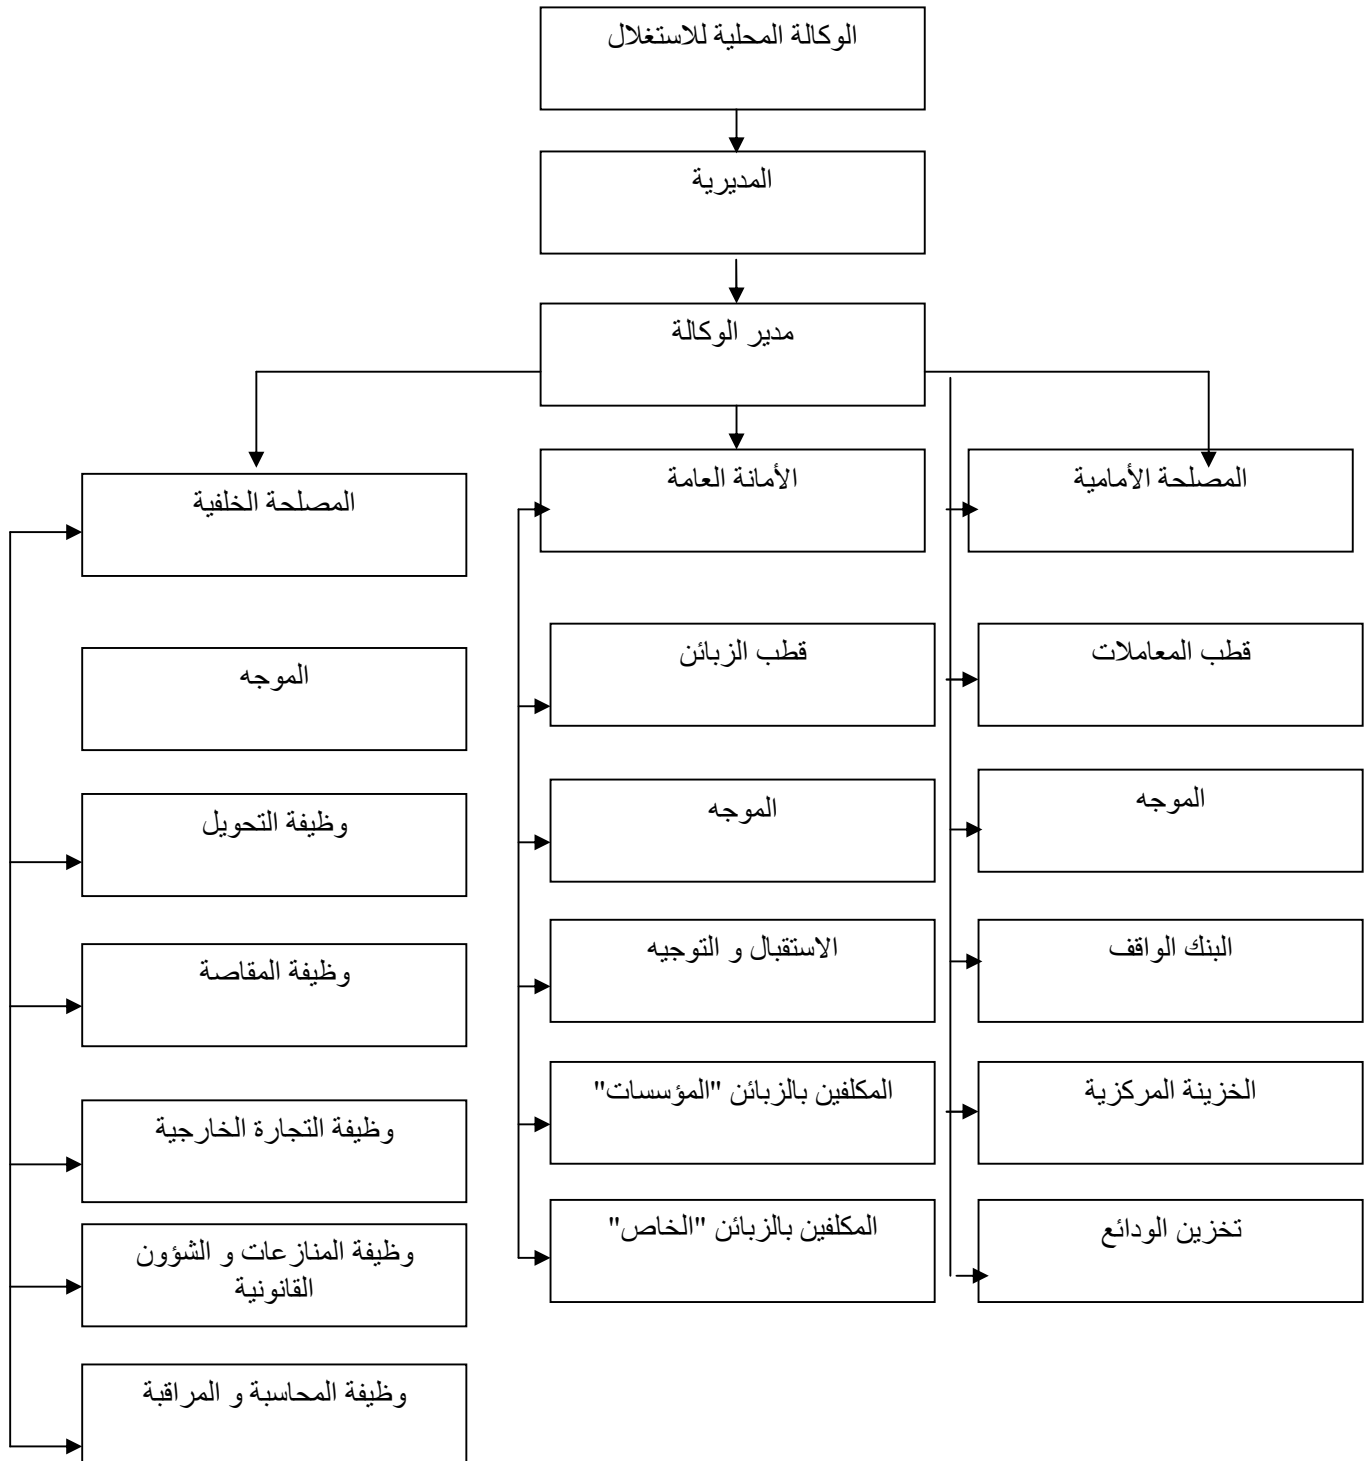 الوكالة المحلية للاستغلال
المديرية
مدير الوكالة
المصلحة الأمامية
الأمانة العامة
المصلحة الخلفية
قطب المعاملات
قطب الزبائن
الموجه
الموجه
الموجه
وظيفة التحويل
البنك الواقف
الاستقبال و التوجيه
وظيفة المقاصة
الخزينة المركزية
المكلفين بالزبائن "المؤسسات"
وظيفة التجارة الخارجية
تخزين الودائع
المكلفين بالزبائن "الخاص"
وظيفة المنازعات و الشؤون
القانونية
وظيفة المحاسبة و المراقبة